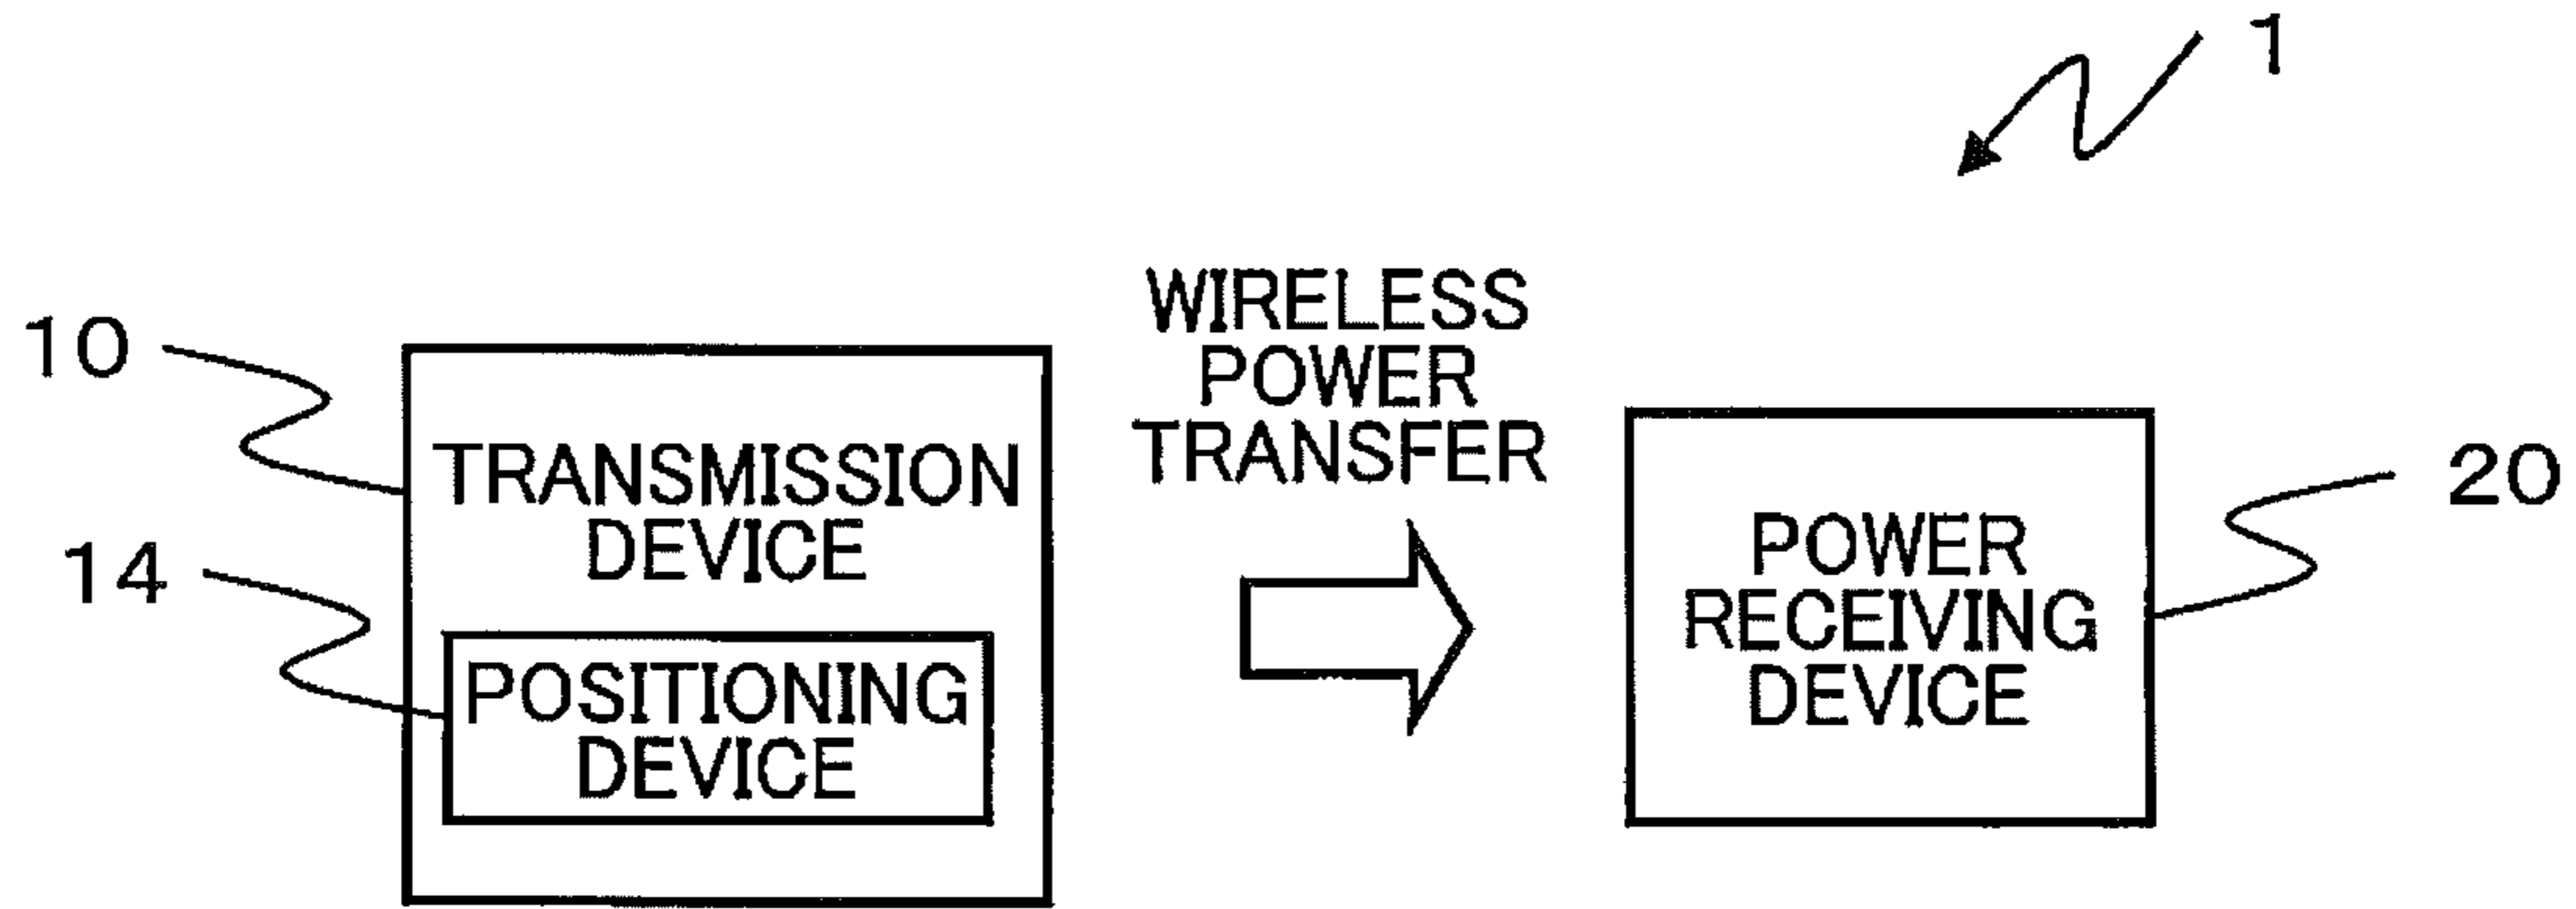 1
10
TRANSMISSION
DEVICE
14
POSITIONING
DEVICE
WIRELESS
POWER
TRANSFER
POWER
RECEIVING
DEVICE
20